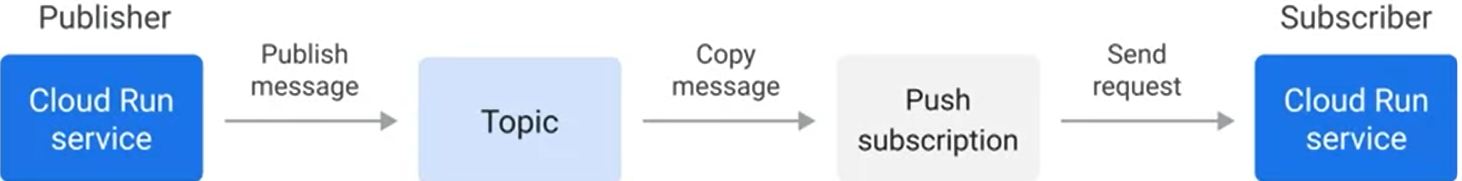 Publisher
Cloud Run
service
Publish
message
Topic
Copy
message
Push
subscription
Send
request
Subscriber
Cloud Run
service